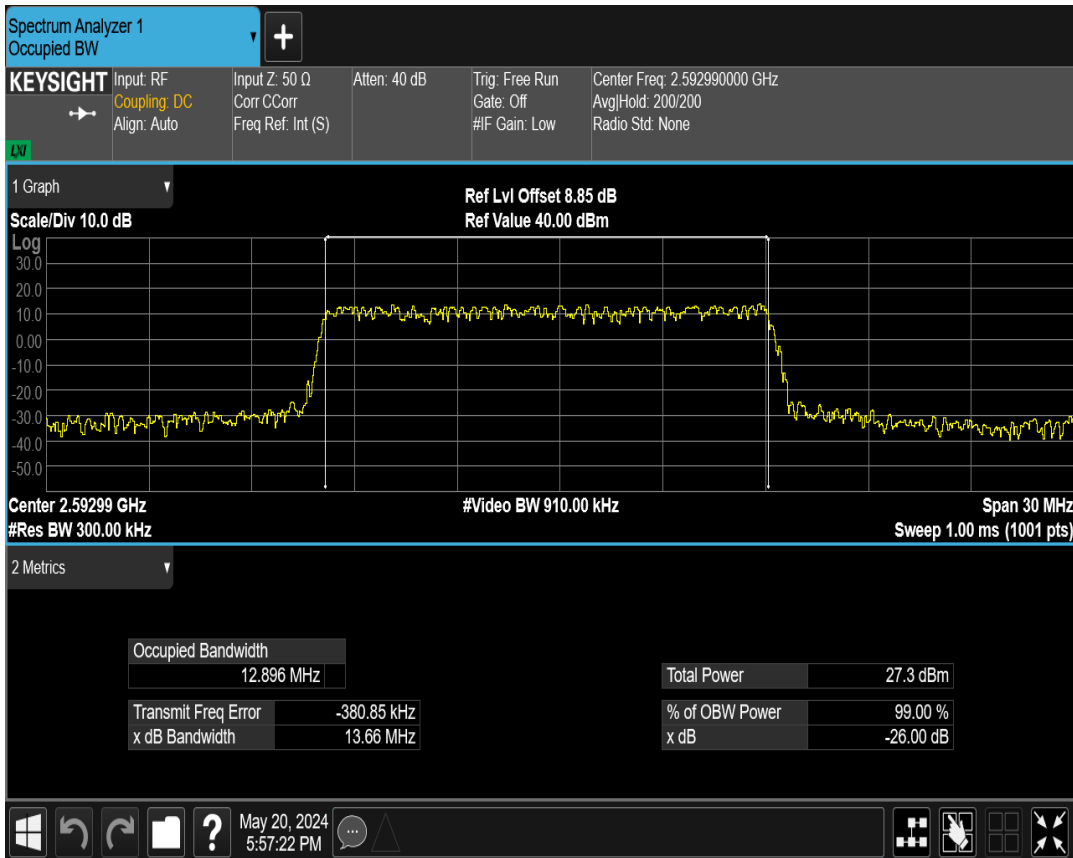 Spectrum Analyzer 1
Occupied BW
+
KEYSIGHT
LXI
Input: RF
Coupling: DC
Align: Auto
Input Z: 50 Ω
Corr CCorr
Freq Ref: Int (S)
Atten: 40 dB
Trig: Free Run
Gate: Off
#IF Gain: Low
Center Freq: 2.592990000 GHz
Avg|Hold: 200/200
Radio Std: None
1 Graph
Scale/Div 10.0 dB
Ref Lvl Offset 8.85 dB
Ref Value 40.00 dBm
Log
30.0
20.0
10.0
0.00
-10.0
-20.0
-30.0
-40.0
-50.0
Center 2.59299 GHz
#Res BW 300.00 kHz
#Video BW 910.00 kHz
Span 30 MHz
Sweep 1.00 ms (1001 pts)
2 Metrics
Occupied Bandwidth
12.896 MHz
Transmit Freq Error -380.85 kHz
x dB Bandwidth 13.66 MHz
Total Power 27.3 dBm
% of OBW Power 99.00 %
x dB -26.00 dB
?
May 20, 2024
5:57:22 PM